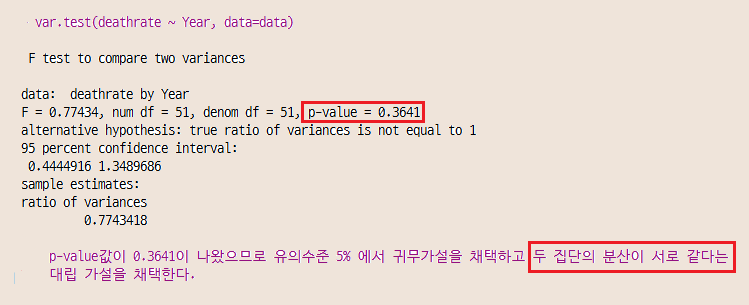 var.test(deathrate ~ Year, data=data)
F test to compare two variances
data:  deathrate by Year
F = 0.77434, num df = 51, denom df = 51, p-value = 0.3641
alternative hypothesis: true ratio of variances is not equal to 1
95 percent confidence interval:
0.4444916 1.3489686
sample estimates:
ratio of variances
0.7743418
p-value값이 0.3641이 나왔으므로 유의수준 5% 에서 귀무가설을 채택하고 두 집단의 분산이 서로 같다는
대립 가설을 채택한다.